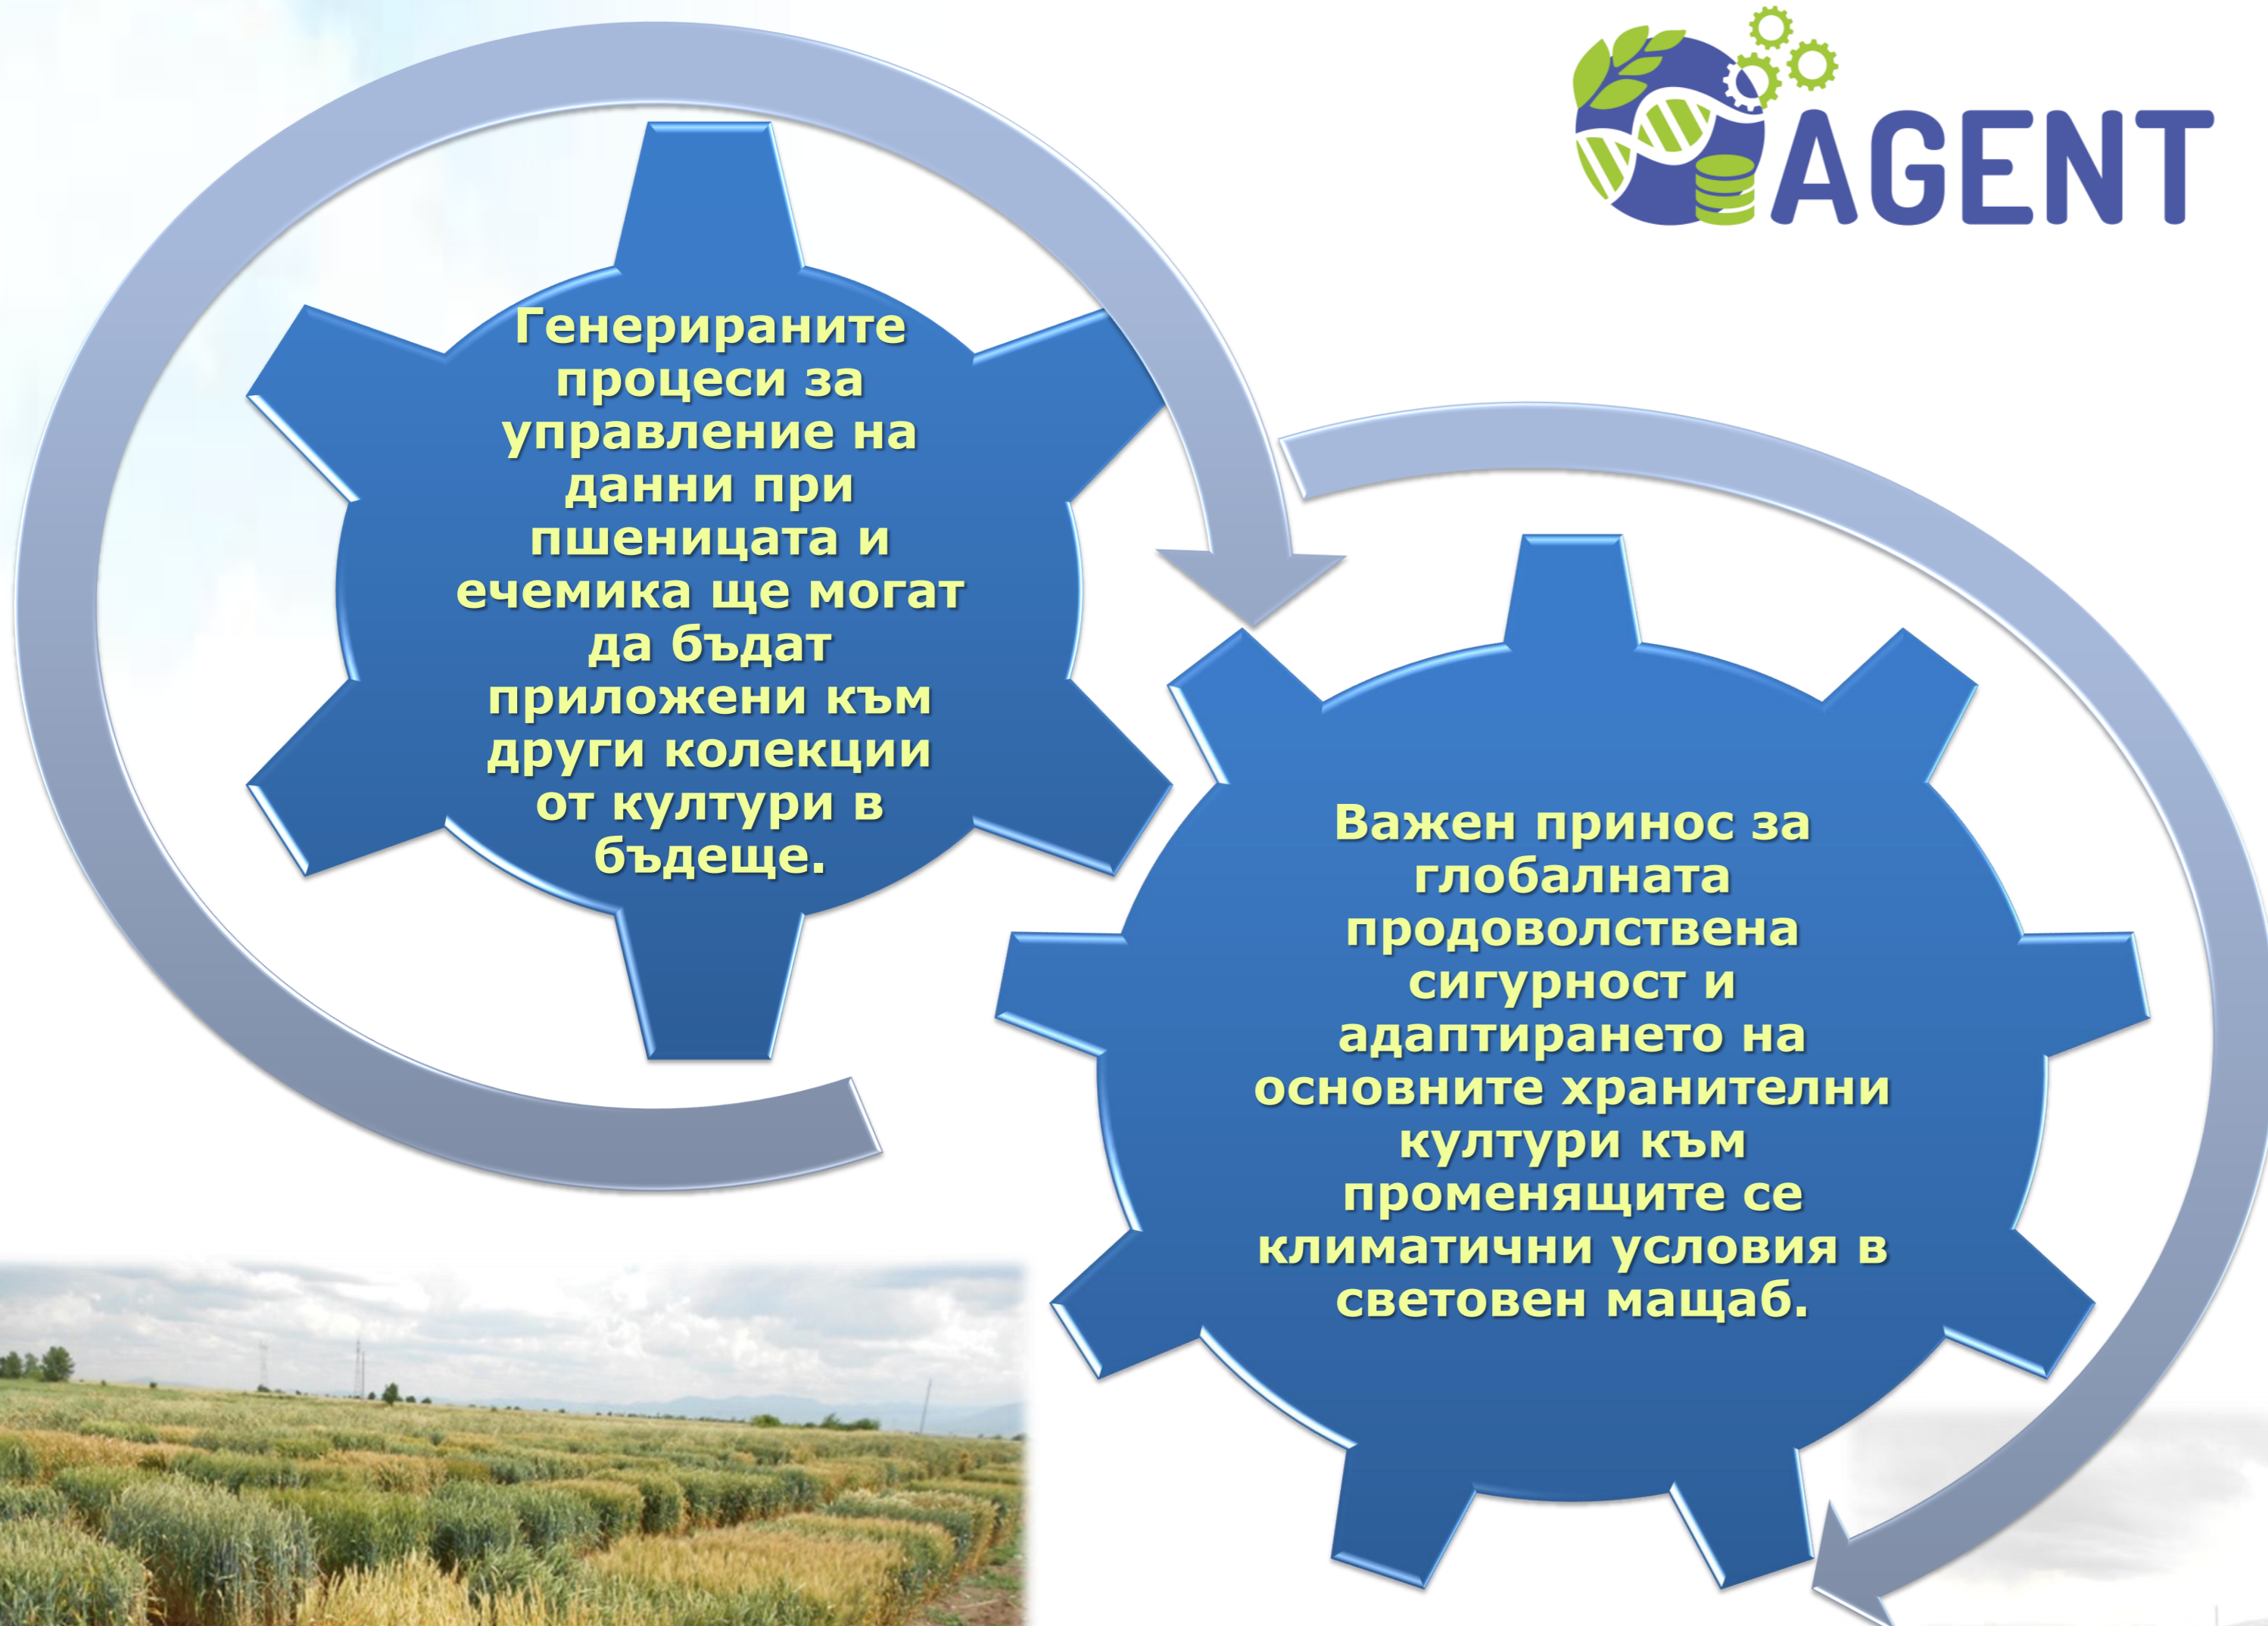 AGENT
Генерираните
процеси за
управление на
данни при
пшеницата и
ечемика ще могат
да бъдат
приложени към
други колекции
от култури в
бъдеще.
Важен принос за
глобалната
продоволствена
сигурност и
адаптирането на
основните хранителни
култури към
променящите се
климатични условия в
световен мащаб.